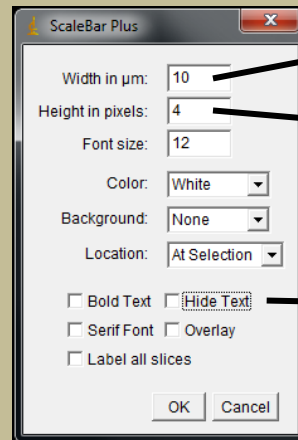 ScaleBar Plus
Width in µm: 10
Height in pixels: 4
Font size: 12
Color: White
Background: None
Location: At Selection
Bold Text Hide Text
Serif Font Overlay
Label all slices
OK Cancel